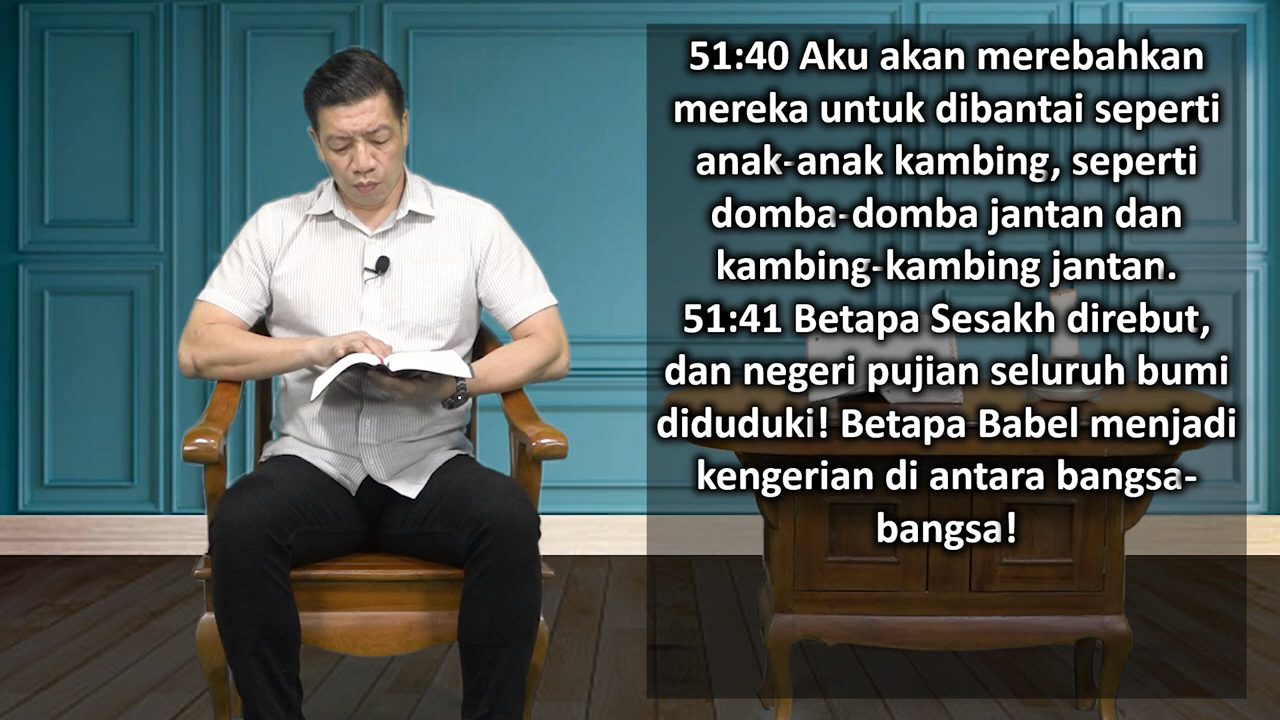 51:40 Aku akan merebahkan
mereka untuk dibantai seperti
anak-anak kambing, seperti
domba-domba jantan dan
kambing-kambing jantan.
51:41 Betapa Sesakh direbut,
dan negeri pujian seluruh bumi
diduduki! Betapa Babel menjadi
kengerian di antara bangsa-
bangsa!